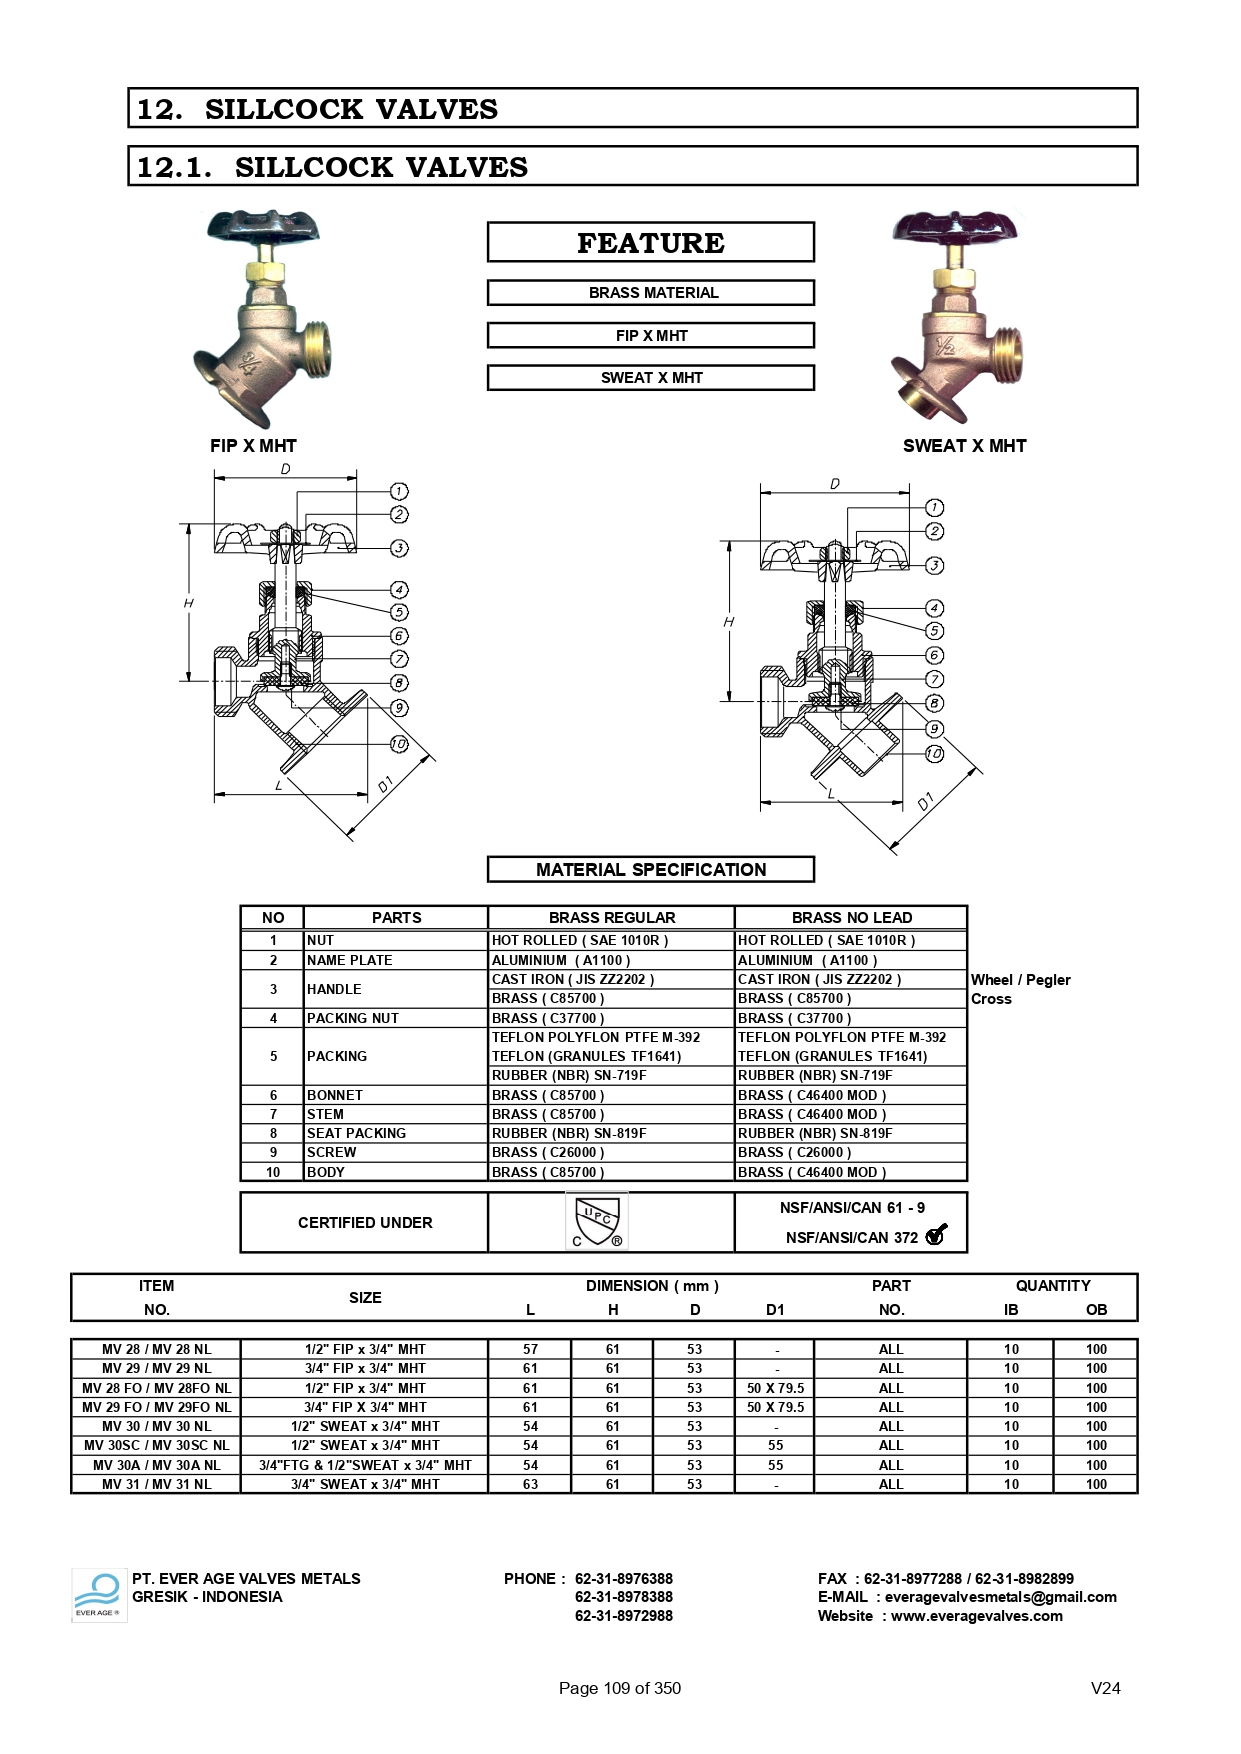 12. SILLCOCK VALVES
12.1. SILLCOCK VALVES
FEATURE
BRASS MATERIAL
FIP X MHT
SWEAT X MHT
3/4
1/2
FIP X MHT
SWEAT X MHT
D
1
2
3
4
5
6
7
8
9
10
H
L
D1
D
1
2
3
4
5
6
7
8
9
10
H
L
D1
MATERIAL SPECIFICATION
NO PARTS BRASS REGULAR BRASS NO LEAD
1 NUT HOT ROLLED ( SAE 1010R ) HOT ROLLED ( SAE 1010R )
2 NAME PLATE ALUMINIUM ( A1100 ) ALUMINIUM ( A1100 )
3 HANDLE CAST IRON ( JIS ZZ2202 ) CAST IRON ( JIS ZZ2202 ) Wheel / Pegler
BRASS ( C85700 ) BRASS ( C85700 ) Cross
4 PACKING NUT BRASS ( C37700 ) BRASS ( C37700 )
5 PACKING TEFLON POLYFLON PTFE M-392 TEFLON POLYFLON PTFE M-392
TEFLON (GRANULES TF1641) TEFLON (GRANULES TF1641)
RUBBER (NBR) SN-719F RUBBER (NBR) SN-719F
6 BONNET BRASS ( C85700 ) BRASS ( C46400 MOD )
7 STEM BRASS ( C85700 ) BRASS ( C46400 MOD )
8 SEAT PACKING RUBBER (NBR) SN-819F RUBBER (NBR) SN-819F
9 SCREW BRASS ( C26000 ) BRASS ( C26000 )
10 BODY BRASS ( C85700 ) BRASS ( C46400 MOD )
CERTIFIED UNDER
UPC
C ®
NSF/ANSI/CAN 61 - 9
NSF/ANSI/CAN 372
ITEM NO. SIZE DIMENSION ( mm ) PART NO. QUANTITY
L H D D1 IB OB
MV 28 / MV 28 NL 1/2" FIP x 3/4" MHT 57 61 53 - ALL 10 100
MV 29 / MV 29 NL 3/4" FIP x 3/4" MHT 61 61 53 - ALL 10 100
MV 28 FO / MV 28FO NL 1/2" FIP x 3/4" MHT 61 61 53 50 X 79.5 ALL 10 100
MV 29 FO / MV 29FO NL 3/4" FIP X 3/4" MHT 61 61 53 50 X 79.5 ALL 10 100
MV 30 / MV 30 NL 1/2" SWEAT x 3/4" MHT 54 61 53 - ALL 10 100
MV 30SC / MV 30SC NL 1/2" SWEAT x 3/4" MHT 54 61 53 55 ALL 10 100
MV 30A / MV 30A NL 3/4"FTG & 1/2"SWEAT x 3/4" MHT 54 61 53 55 ALL 10 100
MV 31 / MV 31 NL 3/4" SWEAT x 3/4" MHT 63 61 53 - ALL 10 100
EVER AGE ®
PT. EVER AGE VALVES METALS PHONE : 62-31-8976388 FAX : 62-31-8977288 / 62-31-8982899
GRESIK - INDONESIA 62-31-8978388 E-MAIL : everagevalvesmetals@gmail.com
62-31-8972988 Website : www.everagevalves.com
Page 109 of 350 V24